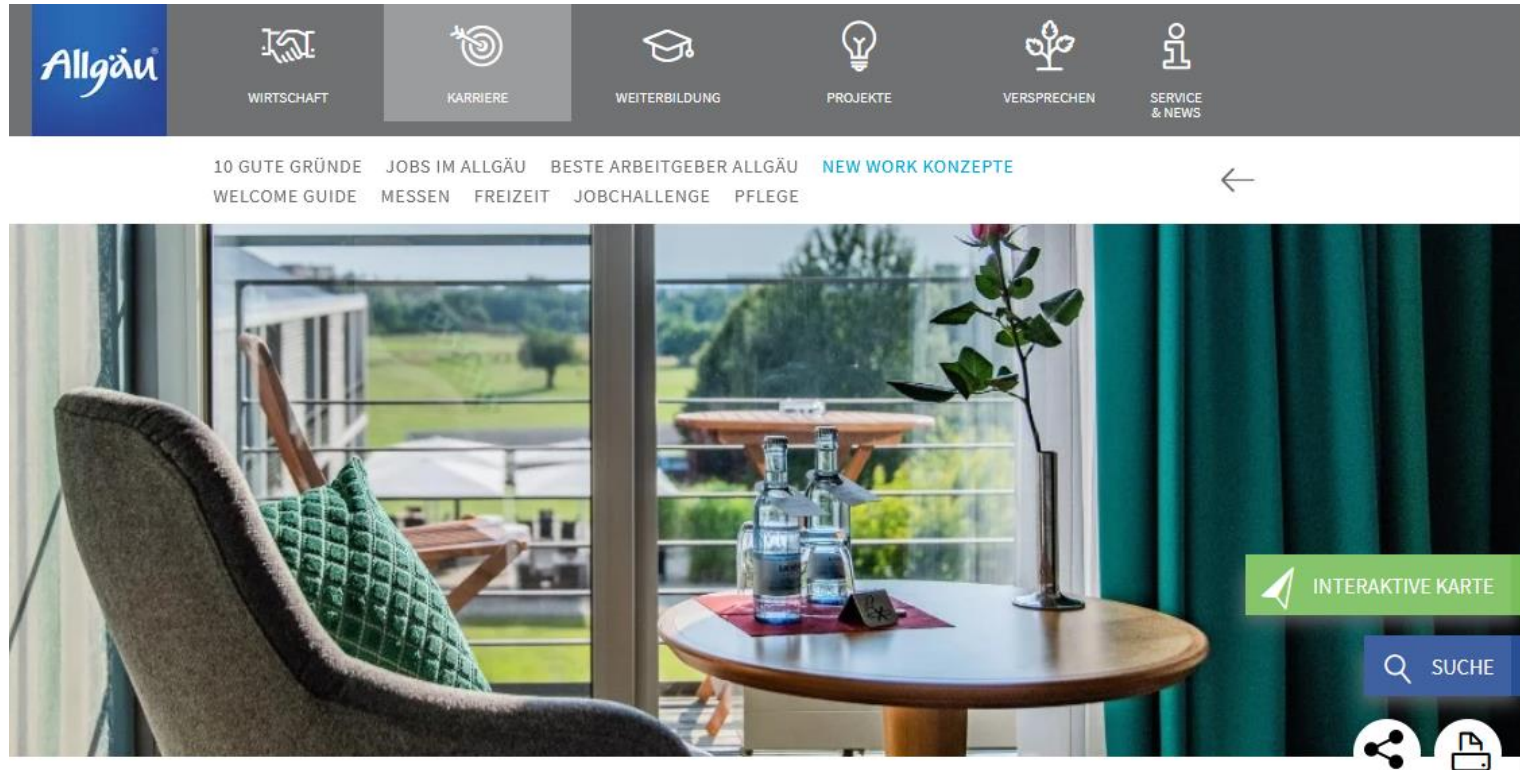 Allgäu®
WIRTSCHAFT
KARRIERE
WEITERBILDUNG
PROJEKTE
VERSPRECHEN
SERVICE
& NEWS
10 GUTE GRÜNDE JOBS IM ALLGÄU BESTE ARBEITGEBER ALLGÄU NEW WORK KONZEPTE
WELCOME GUIDE MESSEN FREIZEIT JOBCHALLENGE PFLEGE
INTERAKTIVE KARTE
SUCHE